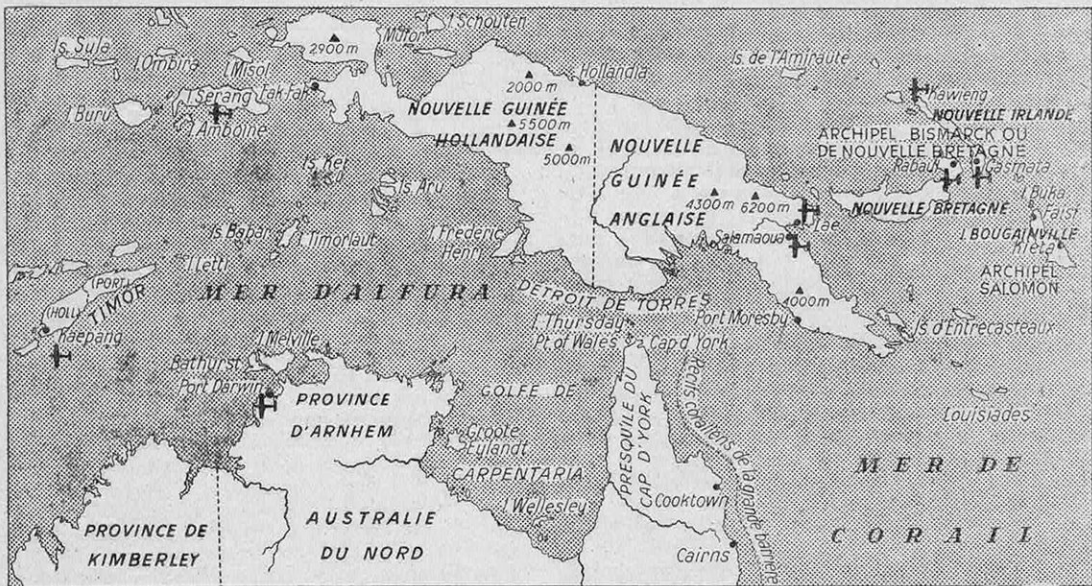 I. Schouten
Is. Sula
I. Ombira
I. Misol
2900 m
Mufor
I. Buru
I. Serang
Fak-Fak
I. Amboine
2000 m
Hollandia
NOUVELLE GUINÉE
HOLLANDAISE
5500 m
5000 m
Is. de l'Amirauté
Kawieng
NOUVELLE IRLANDE
ARCHIPEL BISMARCK OU
DE NOUVELLE BRETAGNE
Rabaul
Gasmata
NOUVELLE
GUINÉE
ANGLAISE
4300 m
6200 m
Lae
Salamaoua
NOUVELLE BRETAGNE
I. Buka
Faisi
I. BOUGAINVILLE
Kieta
ARCHIPEL
SALOMON
Is. Kei
Is. Aru
Is. Babar
I. Timorlaut
I. Letti
I. Frederic
Henri
(PORT.)
(HOLL.)
TIMOR
Kaepang
MER D'ALFURA
DÉTROIT DE TORRES
4000 m
Port Moresby
Is. d'Entrecasteaux
I. Thursday
Pt. of Wales
Cap d'York
I. Melville
Bathurst
Port Darwin
PROVINCE
D'ARNHEM
GOLFE DE
CARPENTARIA
Groote
Eylandt
I. Wellesley
PRESQU'ILE DU
CAP D'YORK
Récifs coralliens de la grande barrière
Louisiades
Cooktown
Cairns
MER DE
CORAIL
PROVINCE DE
KIMBERLEY
AUSTRALIE
DU NORD